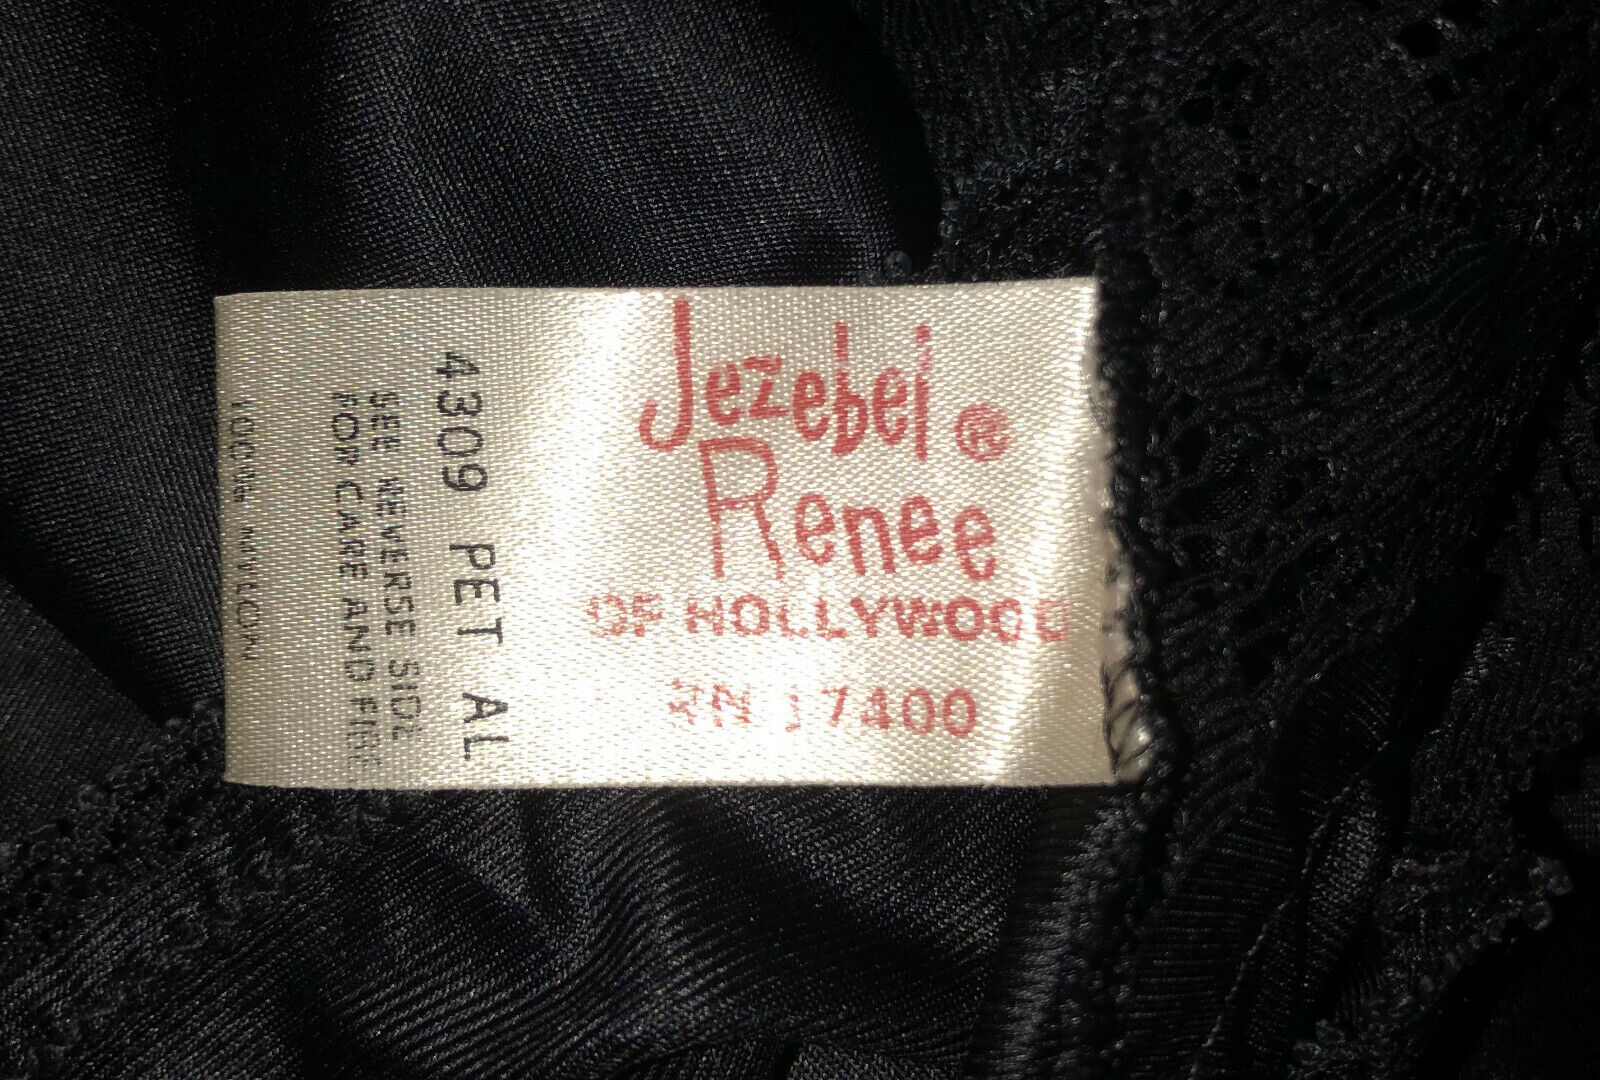 Jezebel ®
Renee
OF HOLLYWOOD
RN 17400
4309 PET AL
SEE REVERSE SIDE
FOR CARE AND FIBE
100% NYLON